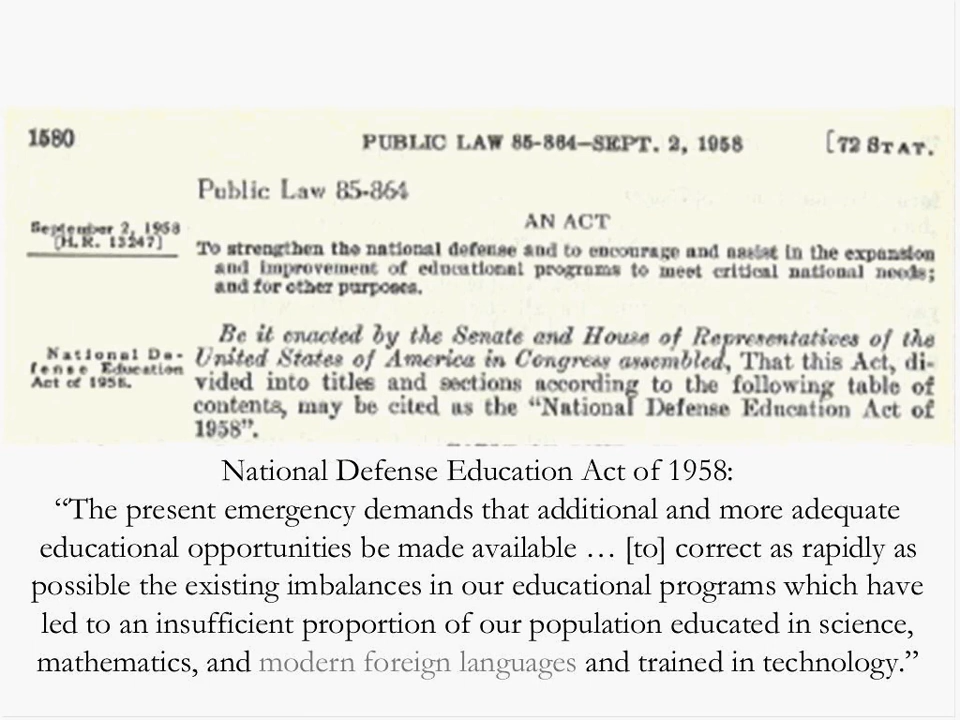 1580 PUBLIC LAW 85-864–SEPT. 2, 1958 [72 STAT.
Public Law 85-864
AN ACT
September 2, 1958
[H.R. 13247]
To strengthen the national defense and to encourage and assist in the expansion
and improvement of educational programs to meet critical national needs;
and for other purposes.
National De-
fense Education
Act of 1958.
Be it enacted by the Senate and House of Representatives of the
United States of America in Congress assembled, That this Act, di-
vided into titles and sections according to the following table of
contents, may be cited as the “National Defense Education Act of
1958”.
National Defense Education Act of 1958:
“The present emergency demands that additional and more adequate
educational opportunities be made available … [to] correct as rapidly as
possible the existing imbalances in our educational programs which have
led to an insufficient proportion of our population educated in science,
mathematics, and modern foreign languages and trained in technology.”